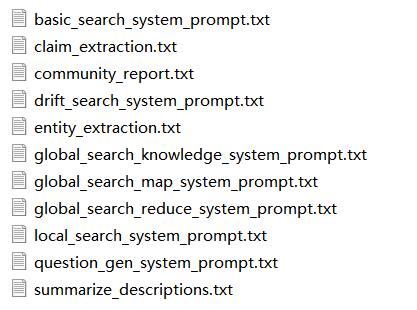 basic_search_system_prompt.txt
claim_extraction.txt
community_report.txt
drift_search_system_prompt.txt
entity_extraction.txt
global_search_knowledge_system_prompt.txt
global_search_map_system_prompt.txt
global_search_reduce_system_prompt.txt
local_search_system_prompt.txt
question_gen_system_prompt.txt
summarize_descriptions.txt